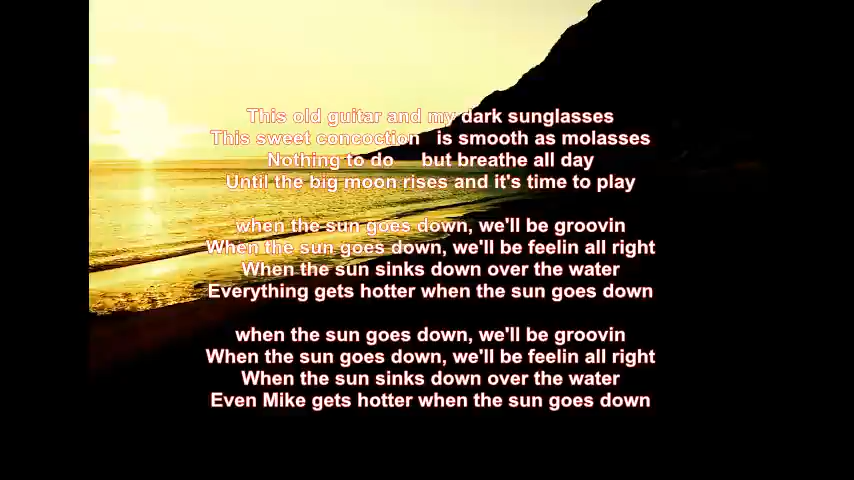 This old guitar and my dark sunglasses
This sweet concoction is smooth as molasses
Nothing to do but breathe all day
Until the big moon rises and it's time to play
when the sun goes down, we'll be groovin
When the sun goes down, we'll be feelin all right
When the sun sinks down over the water
Everything gets hotter when the sun goes down
when the sun goes down, we'll be groovin
When the sun goes down, we'll be feelin all right
When the sun sinks down over the water
Even Mike gets hotter when the sun goes down